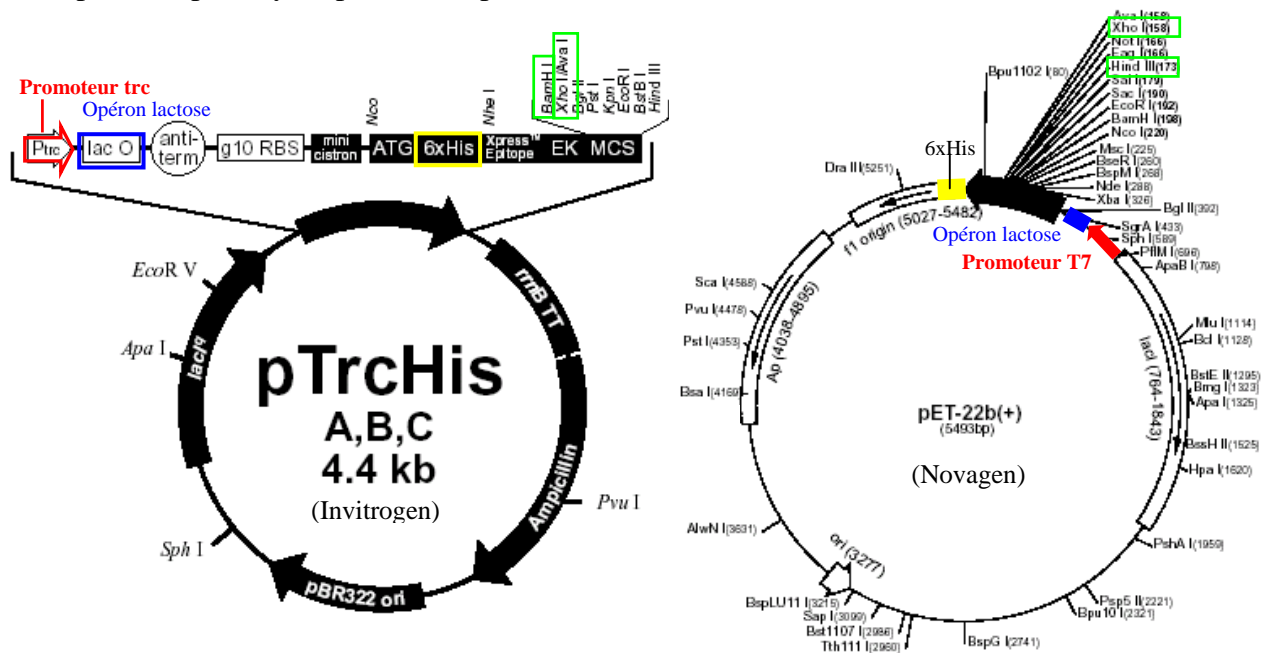 Promoteur trc
Opéron lactose
Ptrc
lac O
anti-
term
g10 RBS
mini
cistron
Nco
ATG
6xHis
Nhe I
Xpress™
Epitope
EK
MCS
BamH I
Xho I/Ava I
Bgl II
Pst I
Kpn I
EcoR I
BstB I
Hind III
EcoR V
Apa I
Sph I
Pvu I
lacIq
rrnB TT
Ampicillin
pBR322 ori
pTrcHis
A,B,C
4.4 kb
(Invitrogen)
Ava I(158)
Xho I(158)
Not I(166)
Eag I(166)
Hind III(173)
Sal I(179)
Sac I(190)
EcoR I(192)
BamH I(198)
Nco I(220)
Msc I(225)
BseR I(260)
BspM I(268)
Nde I(288)
Xba I(326)
Bgl II(392)
SgrA I(433)
Sph I(589)
PflM I(696)
ApaB I(798)
Bpu1102 I(80)
6xHis
Dra III(5251)
f1 origin (5027-5482)
Opéron lactose
Promoteur T7
Sca I(4588)
Pvu I(4478)
Pst I(4353)
Bsa I(4169)
Ap (4038-4895)
Mlu I(1114)
Bcl I(1128)
BstE II(1295)
Bmg I(1323)
Apa I(1325)
lacI (764-1843)
BssH II(1525)
Hpa I(1620)
pET-22b(+)
(5493bp)
(Novagen)
AlwN I(3631)
ori (3277)
PshA I(1959)
BspLU11 I(3215)
Sap I(3099)
Bst1107 I(2986)
Tth111 I(2960)
BspG I(2741)
Psp5 II(2221)
Bpu10 I(2321)